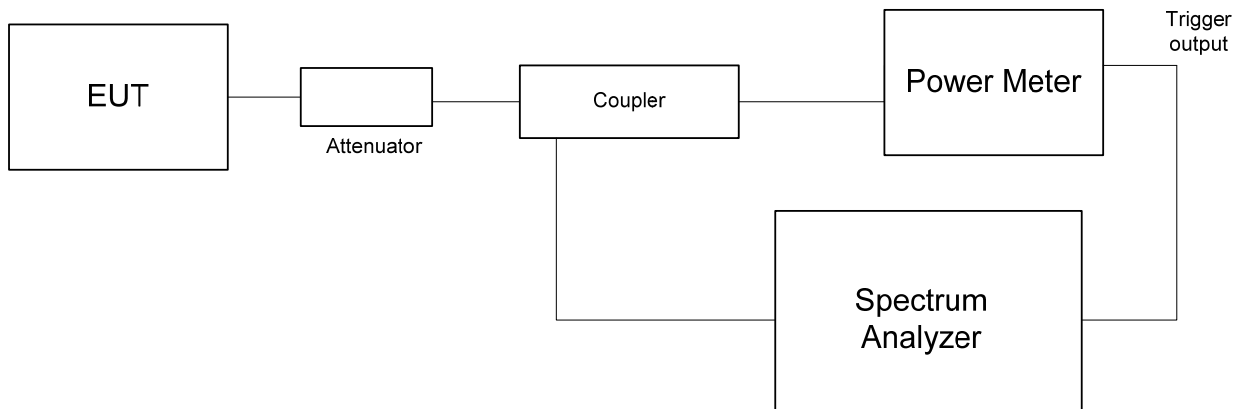 EUT
Attenuator
Coupler
Power Meter
Trigger
output
Spectrum
Analyzer